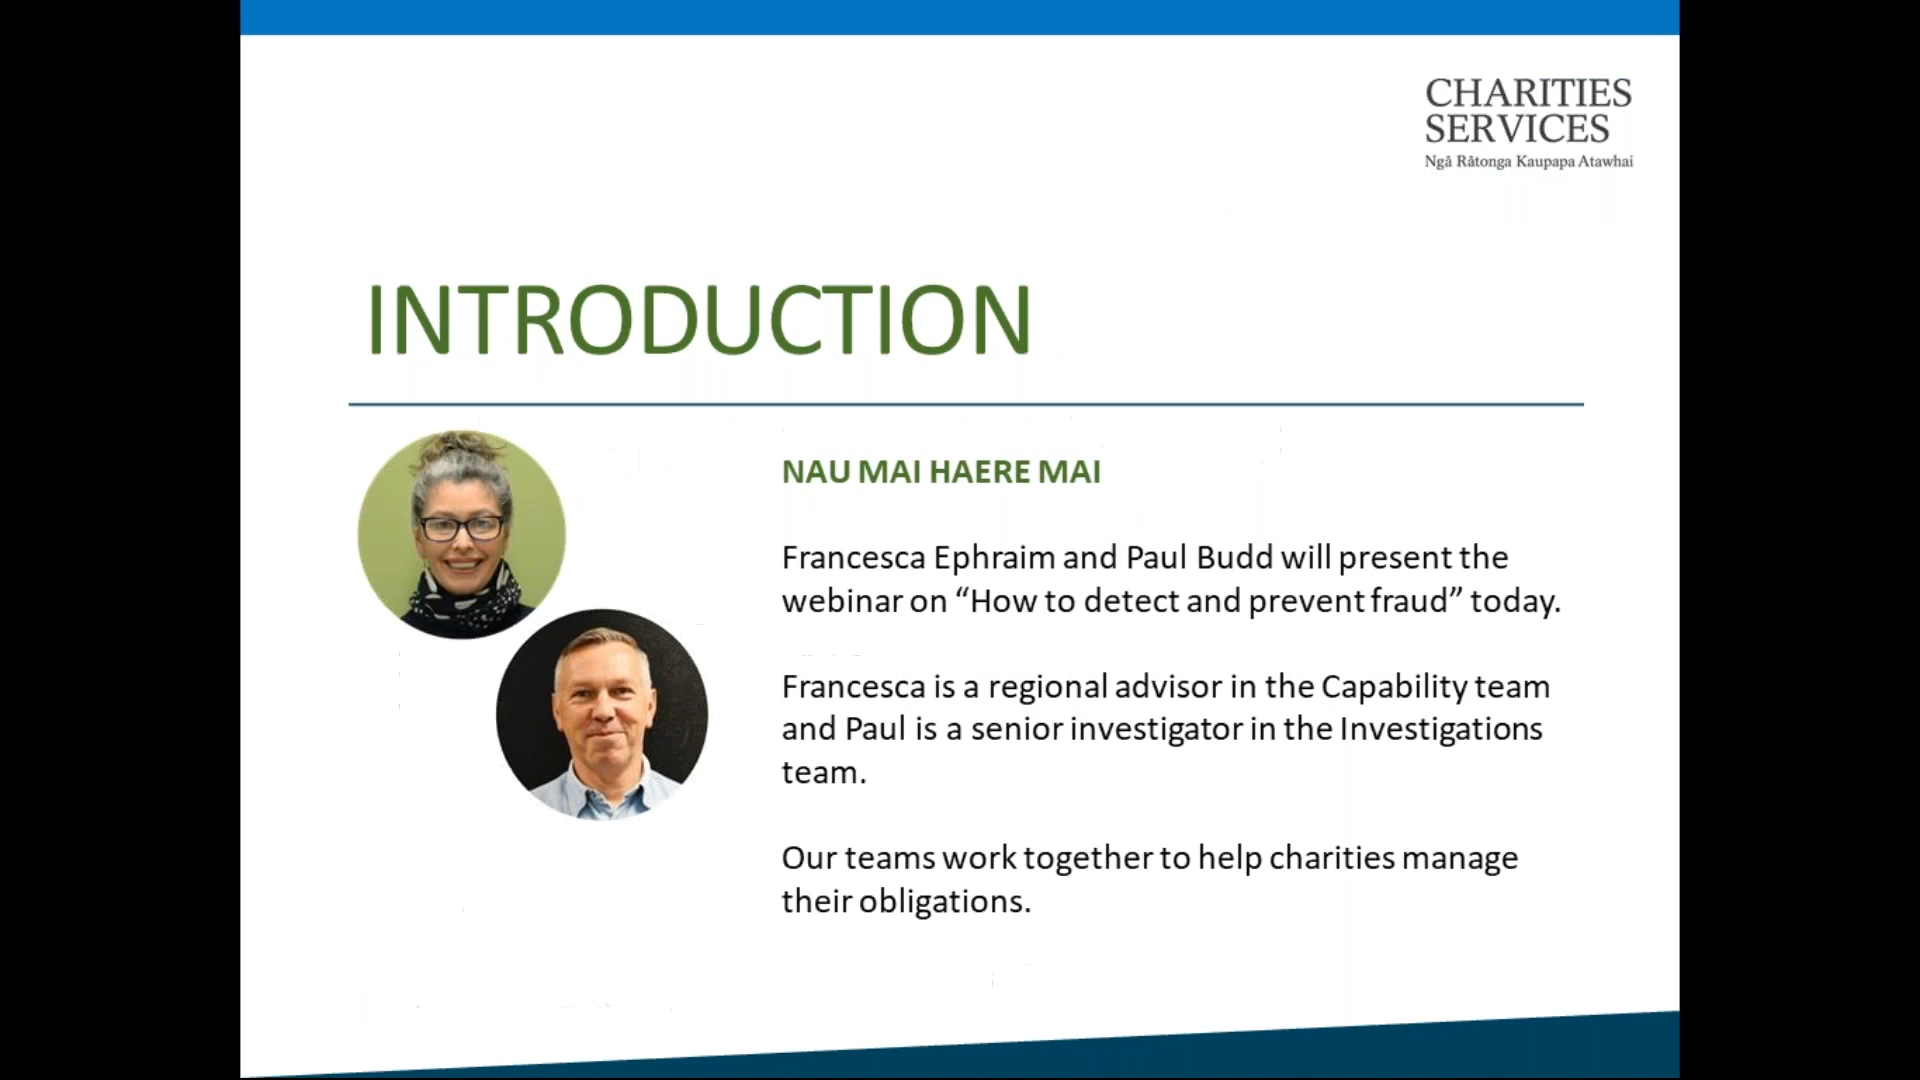 CHARITIES
SERVICES
Ngā Rātonga Kaupapa Atawhai
INTRODUCTION
NAU MAI HAERE MAI
Francesca Ephraim and Paul Budd will present the
webinar on “How to detect and prevent fraud” today.
Francesca is a regional advisor in the Capability team
and Paul is a senior investigator in the Investigations
team.
Our teams work together to help charities manage
their obligations.